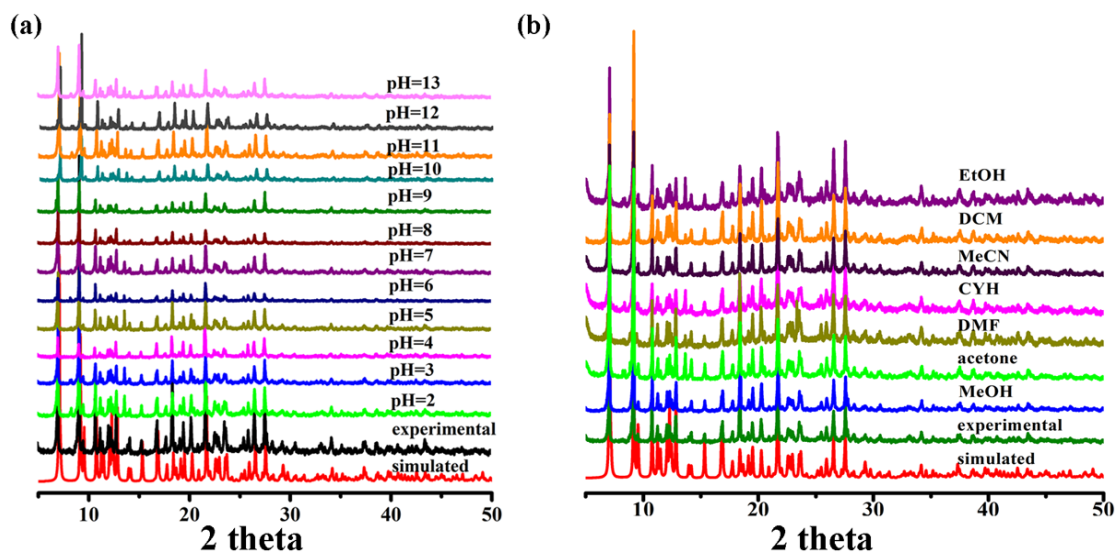 (a)
pH=13
pH=12
pH=11
pH=10
pH=9
pH=8
pH=7
pH=6
pH=5
pH=4
pH=3
pH=2
experimental
simulated
10 20 30 40 50
2 theta
(b)
EtOH
DCM
MeCN
CYH
DMF
acetone
MeOH
experimental
simulated
10 20 30 40 50
2 theta